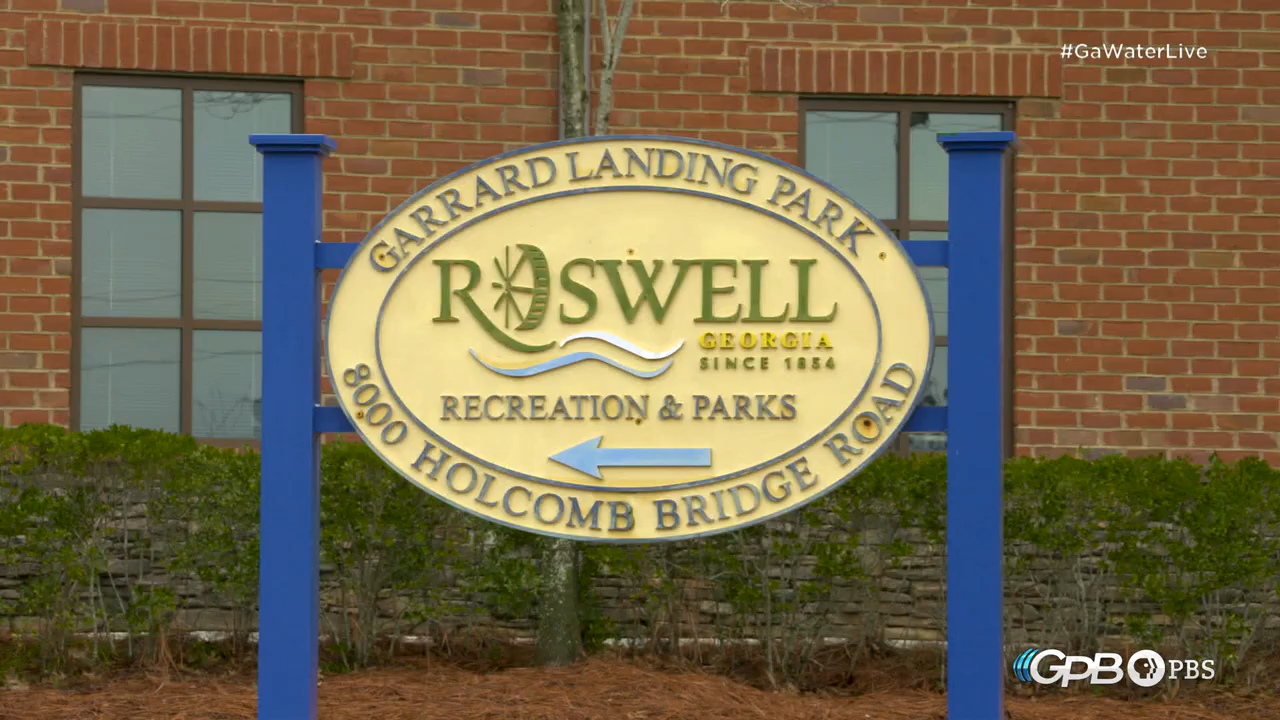 #GaWaterLive
GARRARD LANDING PARK
ROSWELL
GEORGIA
SINCE 1854
RECREATION & PARKS
8000 HOLCOMB BRIDGE ROAD
GPB PBS